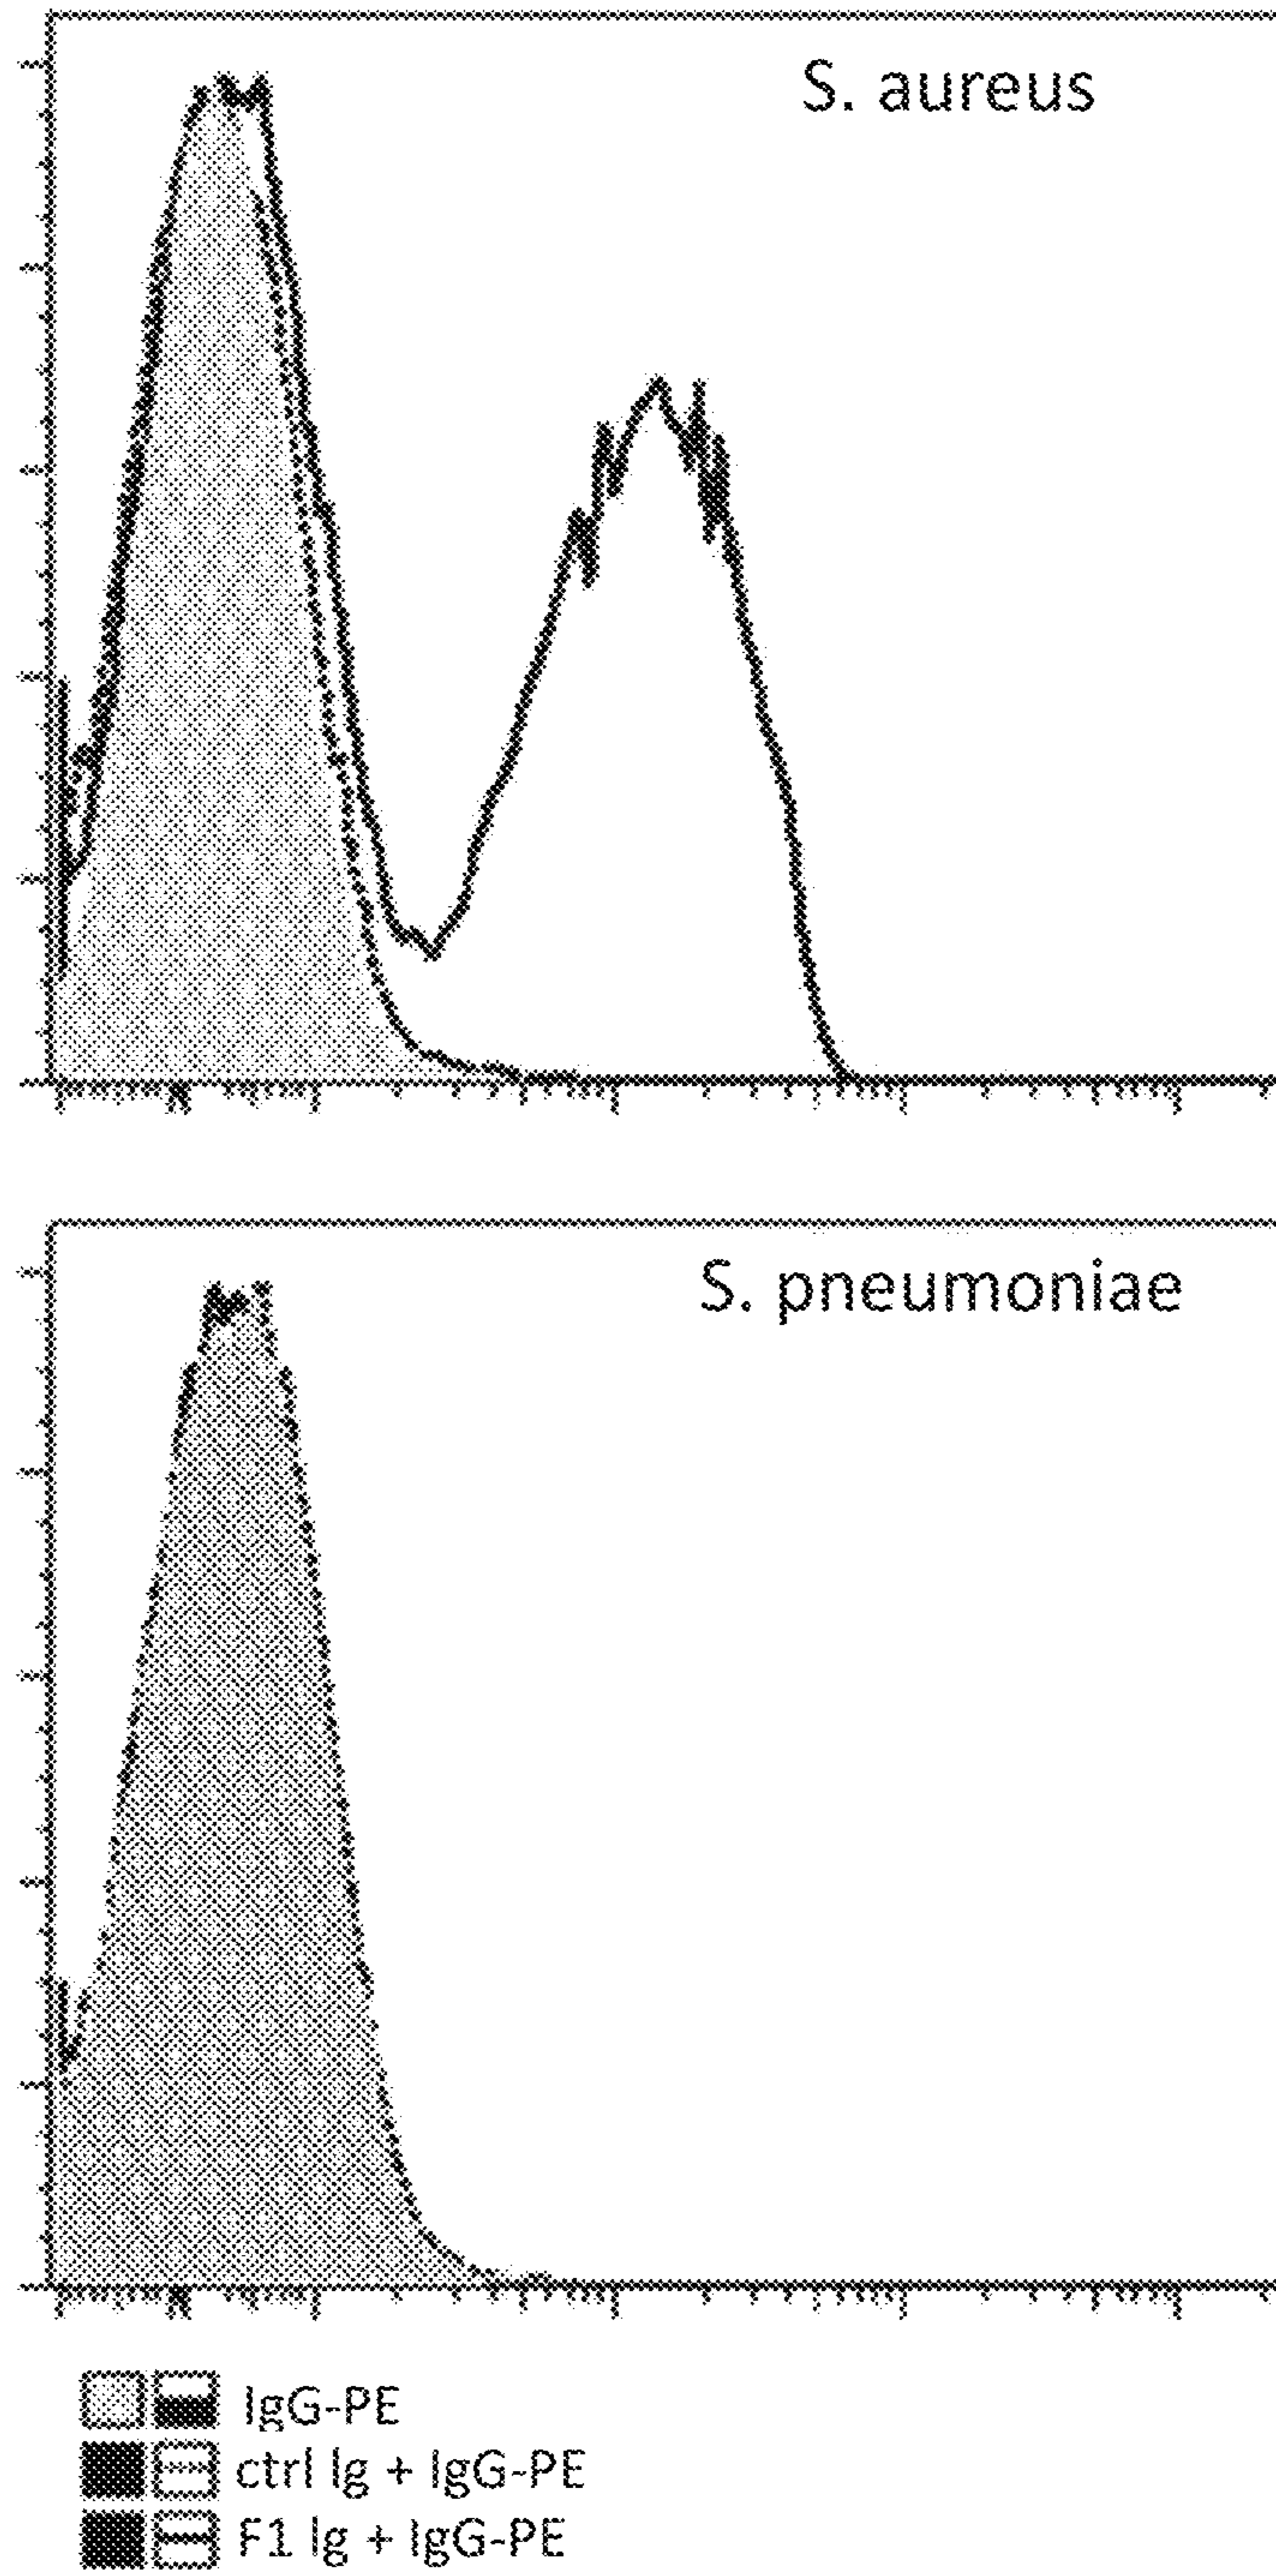 S. aureus
S. pneumoniae
IgG-PE
ctrl Ig + IgG-PE
F1 Ig + IgG-PE